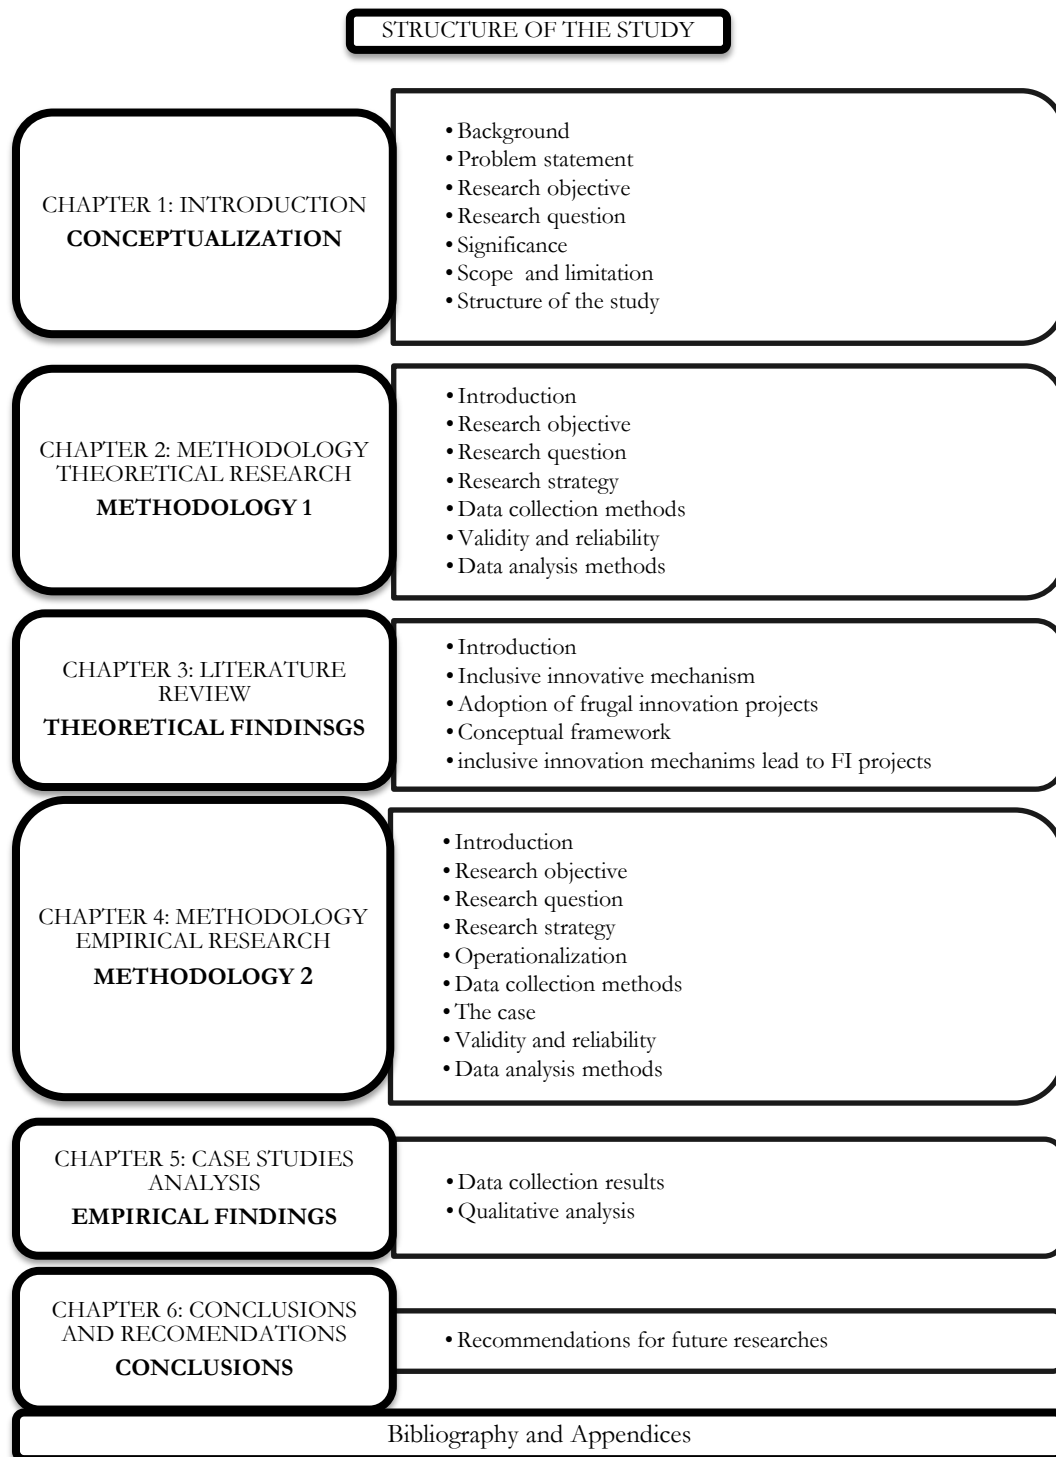 STRUCTURE OF THE STUDY
CHAPTER 1: INTRODUCTION
CONCEPTUALIZATION
• Background
• Problem statement
• Research objective
• Research question
• Significance
• Scope and limitation
• Structure of the study
CHAPTER 2: METHODOLOGY
THEORETICAL RESEARCH
METHODOLOGY 1
• Introduction
• Research objective
• Research question
• Research strategy
• Data collection methods
• Validity and reliability
• Data analysis methods
CHAPTER 3: LITERATURE
REVIEW
THEORETICAL FINDINSGS
• Introduction
• Inclusive innovative mechanism
• Adoption of frugal innovation projects
• Conceptual framework
• inclusive innovation mechanims lead to FI projects
CHAPTER 4: METHODOLOGY
EMPIRICAL RESEARCH
METHODOLOGY 2
• Introduction
• Research objective
• Research question
• Research strategy
• Operationalization
• Data collection methods
• The case
• Validity and reliability
• Data analysis methods
CHAPTER 5: CASE STUDIES
ANALYSIS
EMPIRICAL FINDINGS
• Data collection results
• Qualitative analysis
CHAPTER 6: CONCLUSIONS
AND RECOMENDATIONS
CONCLUSIONS
• Recommendations for future researches
Bibliography and Appendices